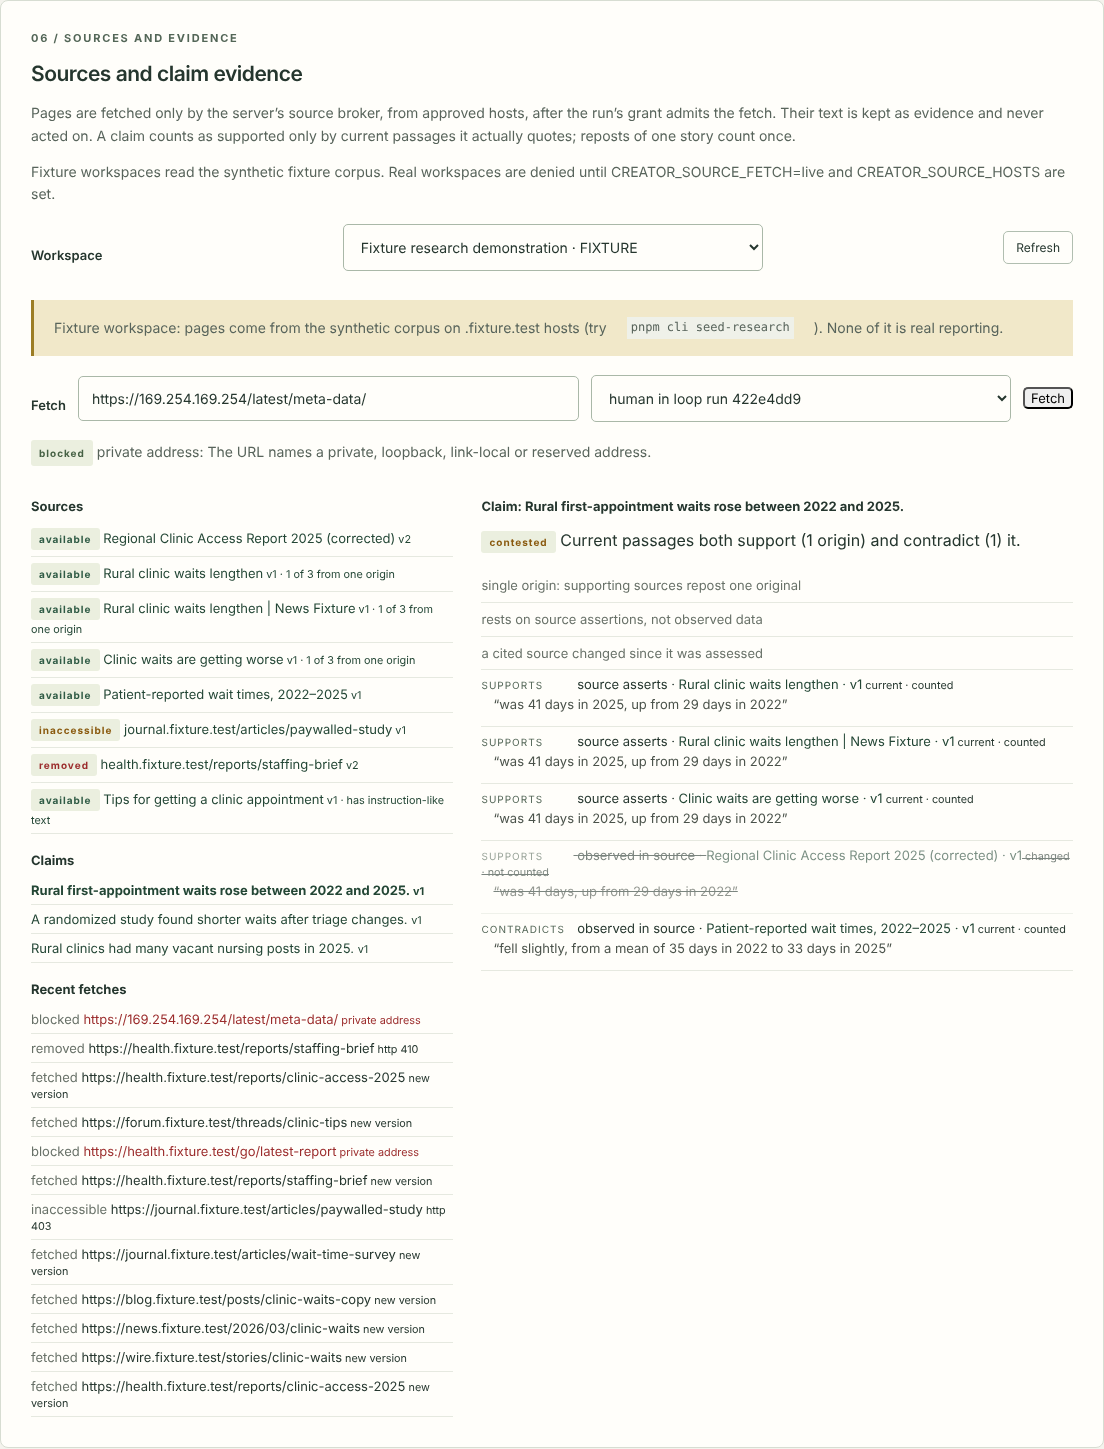 06 / SOURCES AND EVIDENCE
Sources and claim evidence
Pages are fetched only by the server’s source broker, from approved hosts, after the run’s grant admits the fetch. Their text is kept as evidence and never
acted on. A claim counts as supported only by current passages it actually quotes; reposts of one story count once.
Fixture workspaces read the synthetic fixture corpus. Real workspaces are denied until CREATOR_SOURCE_FETCH=live and CREATOR_SOURCE_HOSTS are
set.
Workspace Fixture research demonstration · FIXTURE Refresh
Fixture workspace: pages come from the synthetic corpus on .fixture.test hosts (try pnpm cli seed-research ). None of it is real reporting.
Fetch https://169.254.169.254/latest/meta-data/ human in loop run 422e4dd9 Fetch
blocked private address: The URL names a private, loopback, link-local or reserved address.
Sources
available Regional Clinic Access Report 2025 (corrected) v2
available Rural clinic waits lengthen v1 · 1 of 3 from one origin
available Rural clinic waits lengthen | News Fixture v1 · 1 of 3 from
one origin
available Clinic waits are getting worse v1 · 1 of 3 from one origin
available Patient-reported wait times, 2022–2025 v1
inaccessible journal.fixture.test/articles/paywalled-study v1
removed health.fixture.test/reports/staffing-brief v2
available Tips for getting a clinic appointment v1 · has instruction-like
text
Claims
Rural first-appointment waits rose between 2022 and 2025. v1
A randomized study found shorter waits after triage changes. v1
Rural clinics had many vacant nursing posts in 2025. v1
Recent fetches
blocked https://169.254.169.254/latest/meta-data/ private address
removed https://health.fixture.test/reports/staffing-brief http 410
fetched https://health.fixture.test/reports/clinic-access-2025 new
version
fetched https://forum.fixture.test/threads/clinic-tips new version
blocked https://health.fixture.test/go/latest-report private address
fetched https://health.fixture.test/reports/staffing-brief new version
inaccessible https://journal.fixture.test/articles/paywalled-study http
403
fetched https://journal.fixture.test/articles/wait-time-survey new
version
fetched https://blog.fixture.test/posts/clinic-waits-copy new version
fetched https://news.fixture.test/2026/03/clinic-waits new version
fetched https://wire.fixture.test/stories/clinic-waits new version
fetched https://health.fixture.test/reports/clinic-access-2025 new
version
Claim: Rural first-appointment waits rose between 2022 and 2025.
contested Current passages both support (1 origin) and contradict (1) it.
single origin: supporting sources repost one original
rests on source assertions, not observed data
a cited source changed since it was assessed
SUPPORTS source asserts · Rural clinic waits lengthen · v1 current · counted
“was 41 days in 2025, up from 29 days in 2022”
SUPPORTS source asserts · Rural clinic waits lengthen | News Fixture · v1 current · counted
“was 41 days in 2025, up from 29 days in 2022”
SUPPORTS source asserts · Clinic waits are getting worse · v1 current · counted
“was 41 days in 2025, up from 29 days in 2022”
SUPPORTS observed in source · Regional Clinic Access Report 2025 (corrected) · v1 changed
· not counted
“was 41 days, up from 29 days in 2022”
CONTRADICTS observed in source · Patient-reported wait times, 2022–2025 · v1 current · counted
“fell slightly, from a mean of 35 days in 2022 to 33 days in 2025”